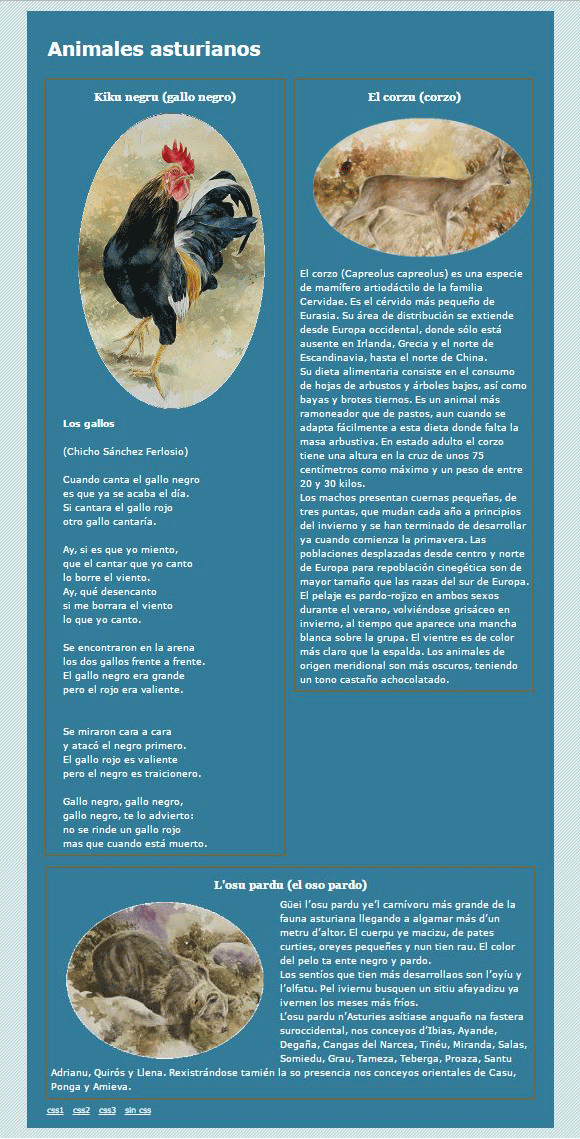 Animales asturianos
Kiku negru (gallo negro)
Los gallos
(Chicho Sánchez Ferlosio)
Cuando canta el gallo negro
es que ya se acaba el día.
Si cantara el gallo rojo
otro gallo cantaría.
Ay, si es que yo miento,
que el cantar que yo canto
lo borre el viento.
Ay, qué desencanto
si me borrara el viento
lo que yo canto.
Se encontraron en la arena
los dos gallos frente a frente.
El gallo negro era grande
pero el rojo era valiente.
Se miraron cara a cara
y atacó el negro primero.
El gallo rojo es valiente
pero el negro es traicionero.
Gallo negro, gallo negro,
gallo negro, te lo advierto:
no se rinde un gallo rojo
mas que cuando está muerto.
El corzu (corzo)
El corzo (Capreolus capreolus) es una especie
de mamífero artiodáctilo de la familia
Cervidae. Es el cérvido más pequeño de
Eurasia. Su área de distribución se extiende
desde Europa occidental, donde sólo está
ausente en Irlanda, Grecia y el norte de
Escandinavia, hasta el norte de China.
Su dieta alimentaria consiste en el consumo
de hojas de arbustos y árboles bajos, así como
bayas y brotes tiernos. Es un animal más
ramoneador que de pastos, aun cuando se
adapta fácilmente a esta dieta donde falta la
masa arbustiva. En estado adulto el corzo
tiene una altura en la cruz de unos 75
centímetros como máximo y un peso de entre
20 y 30 kilos.
Los machos presentan cuernas pequeñas, de
tres puntas, que mudan cada año a principios
del invierno y se han terminado de desarrollar
ya cuando comienza la primavera. Las
poblaciones desplazadas desde centro y norte
de Europa para repoblación cinegética son de
mayor tamaño que las razas del sur de Europa.
El pelaje es pardo-rojizo en ambos sexos
durante el verano, volviéndose grisáceo en
invierno, al tiempo que aparece una mancha
blanca sobre la grupa. El vientre es de color
más claro que la espalda. Los animales de
origen meridional son más oscuros, teniendo
un tono castaño achocolatado.
L'osu pardu (el oso pardo)
Güei l'osu pardu ye'l carnívoru más grande de la
fauna asturiana llegando a algamar más d'un
metru d'altor. El cuerpu ye macizu, de pates
curties, oreyes pequeñes y nun tien rau. El color
del pelo ta ente negro y pardo.
Los sentíos que tien más desarrollaos son l'oyíu y
l'olfatu. Pel iviernu busquen un sitiu afayadizu ya
ivernen los meses más fríos.
L'osu pardu n'Asturies asítiase anguaño na fastera
suroccidental, nos conceyos d'Ibias, Ayande,
Degaña, Cangas del Narcea, Tinéu, Miranda, Salas,
Somiedu, Grau, Tameza, Teberga, Proaza, Santu
Adrianu, Quirós y Llena. Rexistrándose tamién la so presencia nos conceyos orientales de Casu,
Ponga y Amieva.
css1 css2 css3 sin css